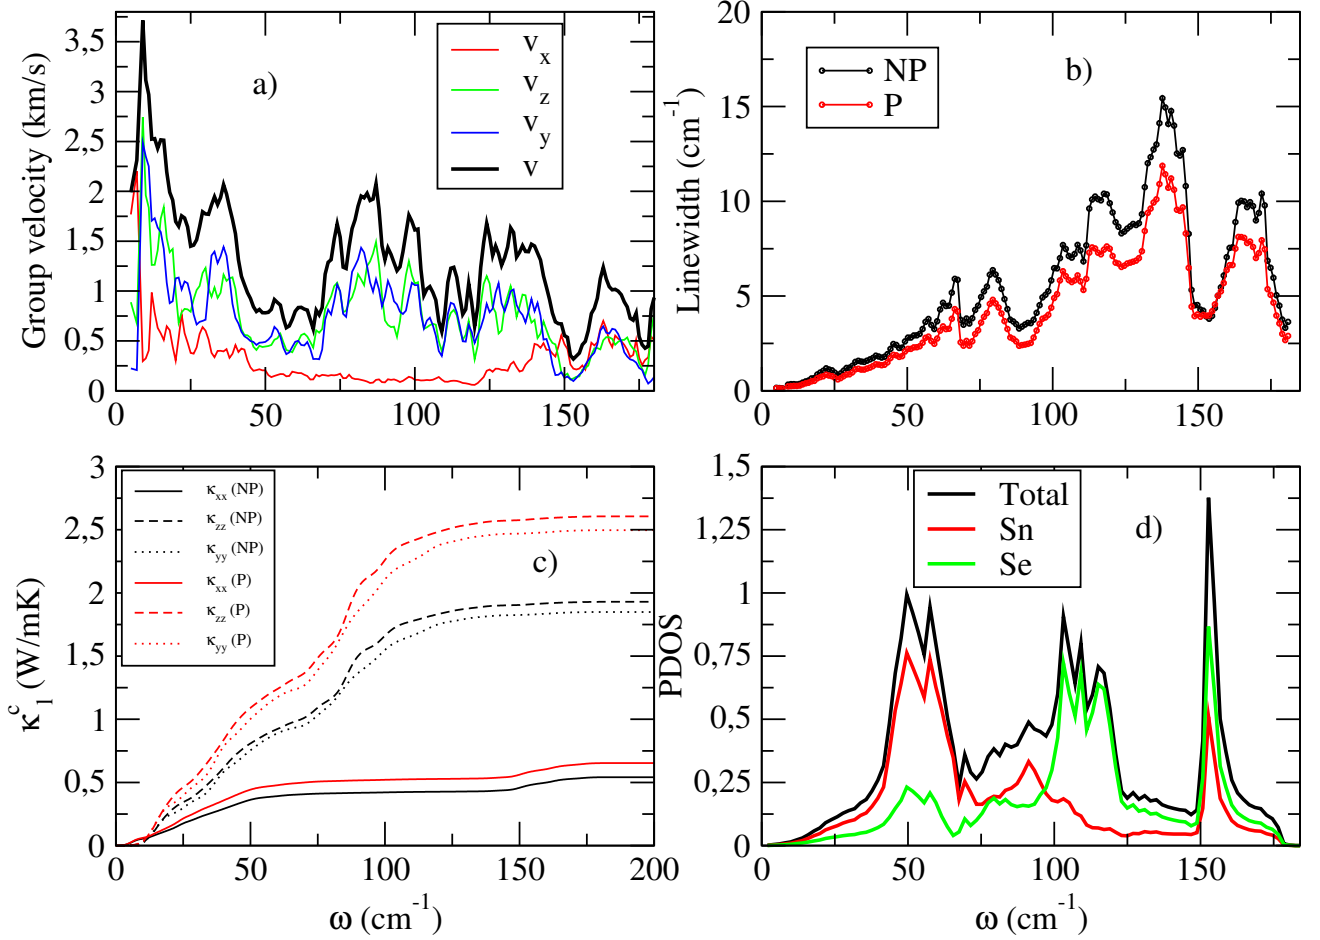 Group velocity (km/s)
3,5
3
2,5
2
1,5
1
0,5
0
0
50
100
150
a)
v_x
v_z
v_y
v
Linewidth (cm⁻¹)
20
15
10
5
0
0
50
100
150
b)
NP
P
κ_l^c (W/mK)
3
2,5
2
1,5
1
0,5
0
0
50
100
150
200
ω (cm⁻¹)
c)
κ_xx (NP)
κ_zz (NP)
κ_yy (NP)
κ_xx (P)
κ_zz (P)
κ_yy (P)
PDOS
1,5
1,25
1
0,75
0,5
0,25
0
0
50
100
150
ω (cm⁻¹)
d)
Total
Sn
Se